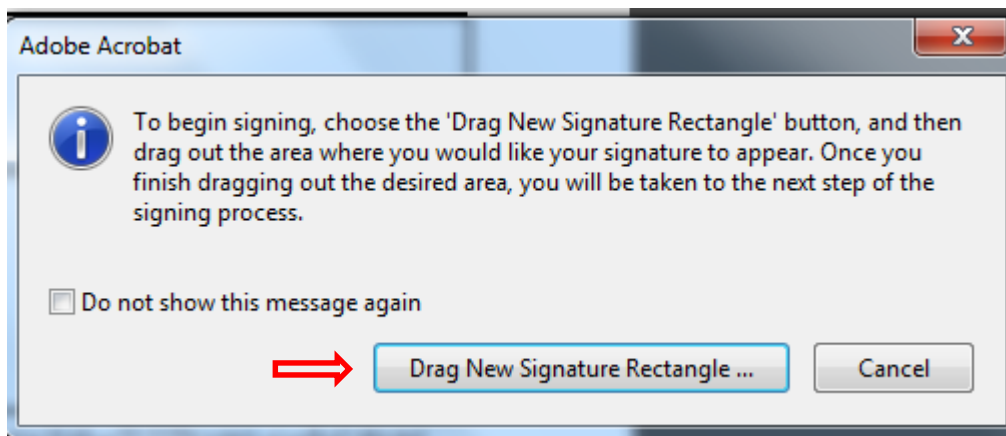 Adobe Acrobat
To begin signing, choose the 'Drag New Signature Rectangle' button, and then
drag out the area where you would like your signature to appear. Once you
finish dragging out the desired area, you will be taken to the next step of the
signing process.
Do not show this message again
Drag New Signature Rectangle ...
Cancel